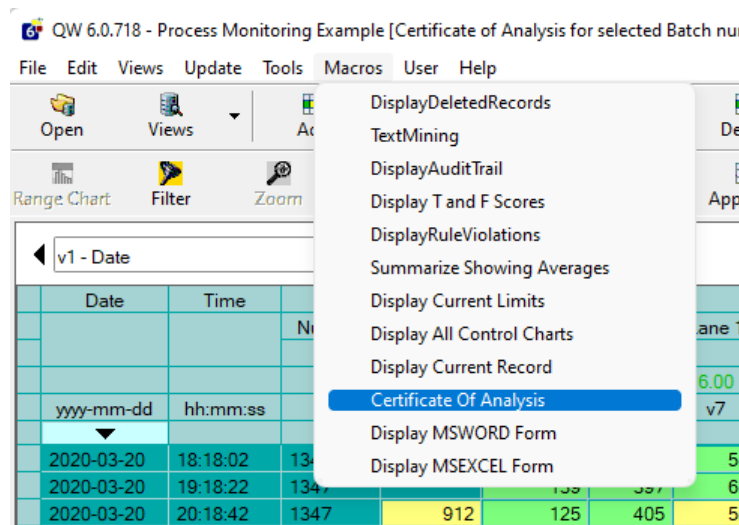 QW 6.0.718 - Process Monitoring Example [Certificate of Analysis for selected Batch nu
File Edit Views Update Tools Macros User Help
Open Views
Range Chart Filter Zoom
DisplayDeletedRecords
TextMining
DisplayAuditTrail
Display T and F Scores
DisplayRuleViolations
Summarize Showing Averages
Display Current Limits
Display All Control Charts
Display Current Record
Certificate Of Analysis
Display MSWORD Form
Display MSEXCEL Form
v1 - Date
Date Time
6.00
yyyy-mm-dd hh:mm:ss v7
2020-03-20 18:18:02
2020-03-20 19:18:22 1347
2020-03-20 20:18:42 1347 912 125 405